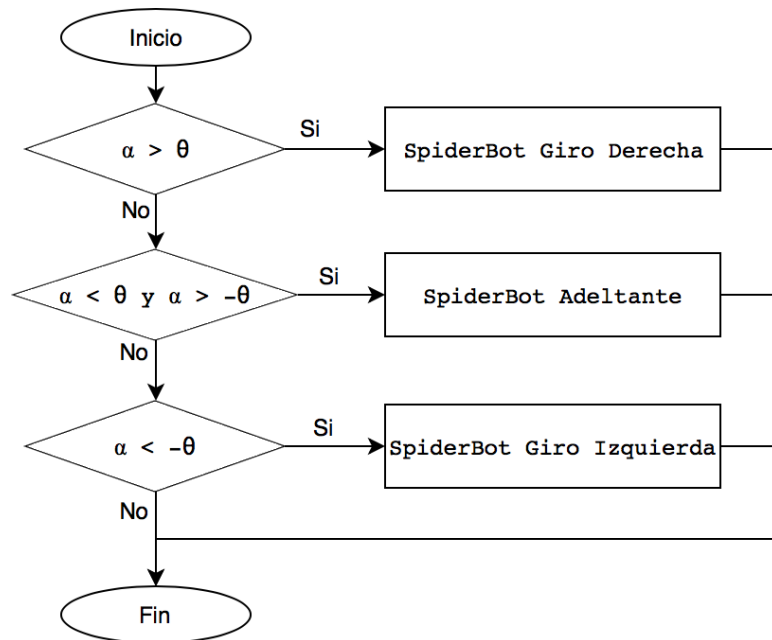 Inicio
α > θ
Si
SpiderBot Giro Derecha
No
α < θ y α > -θ
Si
SpiderBot Adeltante
No
α < -θ
Si
SpiderBot Giro Izquierda
No
Fin